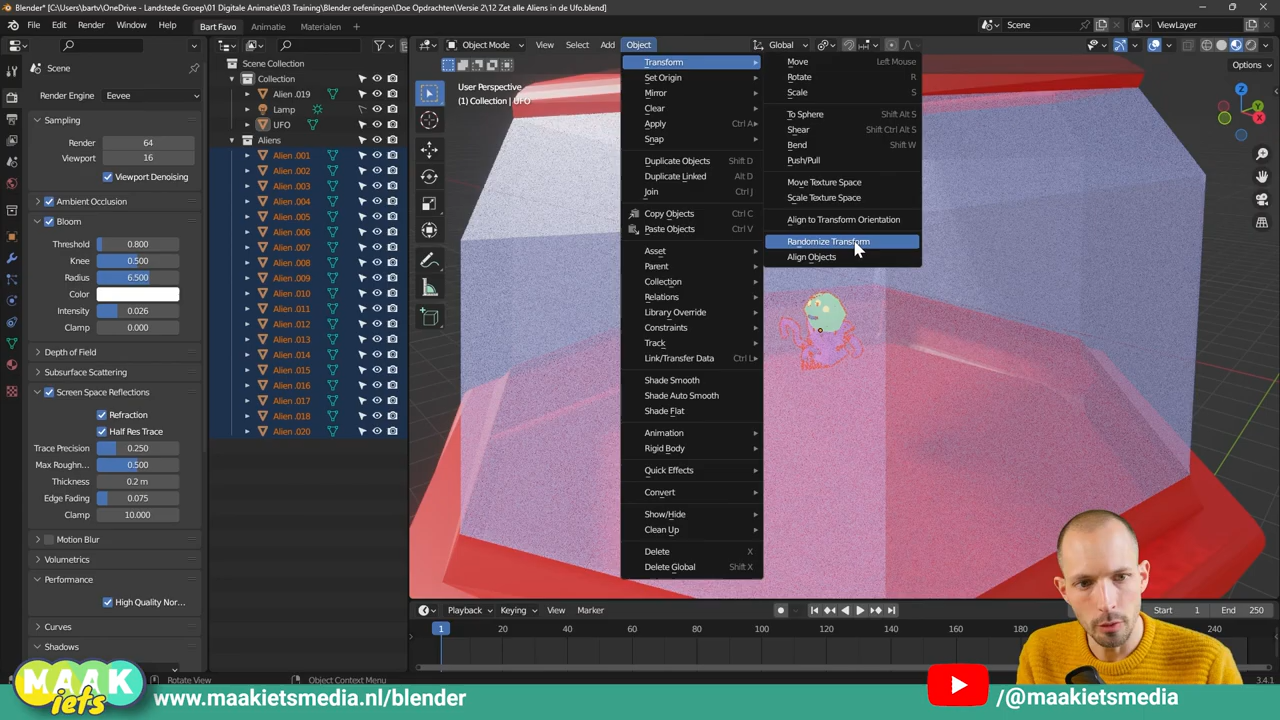 Blender* [C:\Users\bartv\OneDrive - Landstede Groep\01 Digitale Animatie\03 Training\Blender oefeningen\Doe Opdrachten\Versie 2\12 Zet alle Aliens in de Ufo.blend]
File Edit Render Window Help Bart Favo Animatie Materialen Scene ViewLayer
Object Mode View Select Add Object Global
Options
Scene
Render Engine Eevee
Sampling
Render 64
Viewport 16
Viewport Denoising
Ambient Occlusion
Bloom
Threshold 0.800
Knee 0.500
Radius 6.500
Color
Intensity 0.026
Clamp 0.000
Depth of Field
Subsurface Scattering
Screen Space Reflections
Refraction
Half Res Trace
Trace Precision 0.250
Max Roughn... 0.500
Thickness 0.2 m
Edge Fading 0.075
Clamp 10.000
Motion Blur
Volumetrics
Performance
High Quality Nor...
Curves
Shadows
Scene Collection
Collection
Alien .019
Lamp
UFO
Aliens
Alien .001
Alien .002
Alien .003
Alien .004
Alien .005
Alien .006
Alien .007
Alien .008
Alien .009
Alien .010
Alien .011
Alien .012
Alien .013
Alien .014
Alien .015
Alien .016
Alien .017
Alien .018
Alien .020
User Perspective
(1) Collection | UFO
Transform
Set Origin
Mirror
Clear
Apply Ctrl A
Snap
Duplicate Objects Shift D
Duplicate Linked Alt D
Join Ctrl J
Copy Objects Ctrl C
Paste Objects Ctrl V
Asset
Parent
Collection
Relations
Library Override
Constraints
Track
Link/Transfer Data Ctrl L
Shade Smooth
Shade Auto Smooth
Shade Flat
Animation
Rigid Body
Quick Effects
Convert
Show/Hide
Clean Up
Delete X
Delete Global Shift X
Move Left Mouse
Rotate R
Scale S
To Sphere Shift Alt S
Shear Shift Ctrl Alt S
Bend Shift W
Push/Pull
Move Texture Space
Scale Texture Space
Align to Transform Orientation
Randomize Transform
Align Objects
Z
X
Playback Keying View Marker Start 1 End 250
1 20 40 60 80 100 120 140 160 180 200 240
Rotate View Object Context Menu 3.4.1
MAAK
iets
www.maakietsmedia.nl/blender
/@maakietsmedia